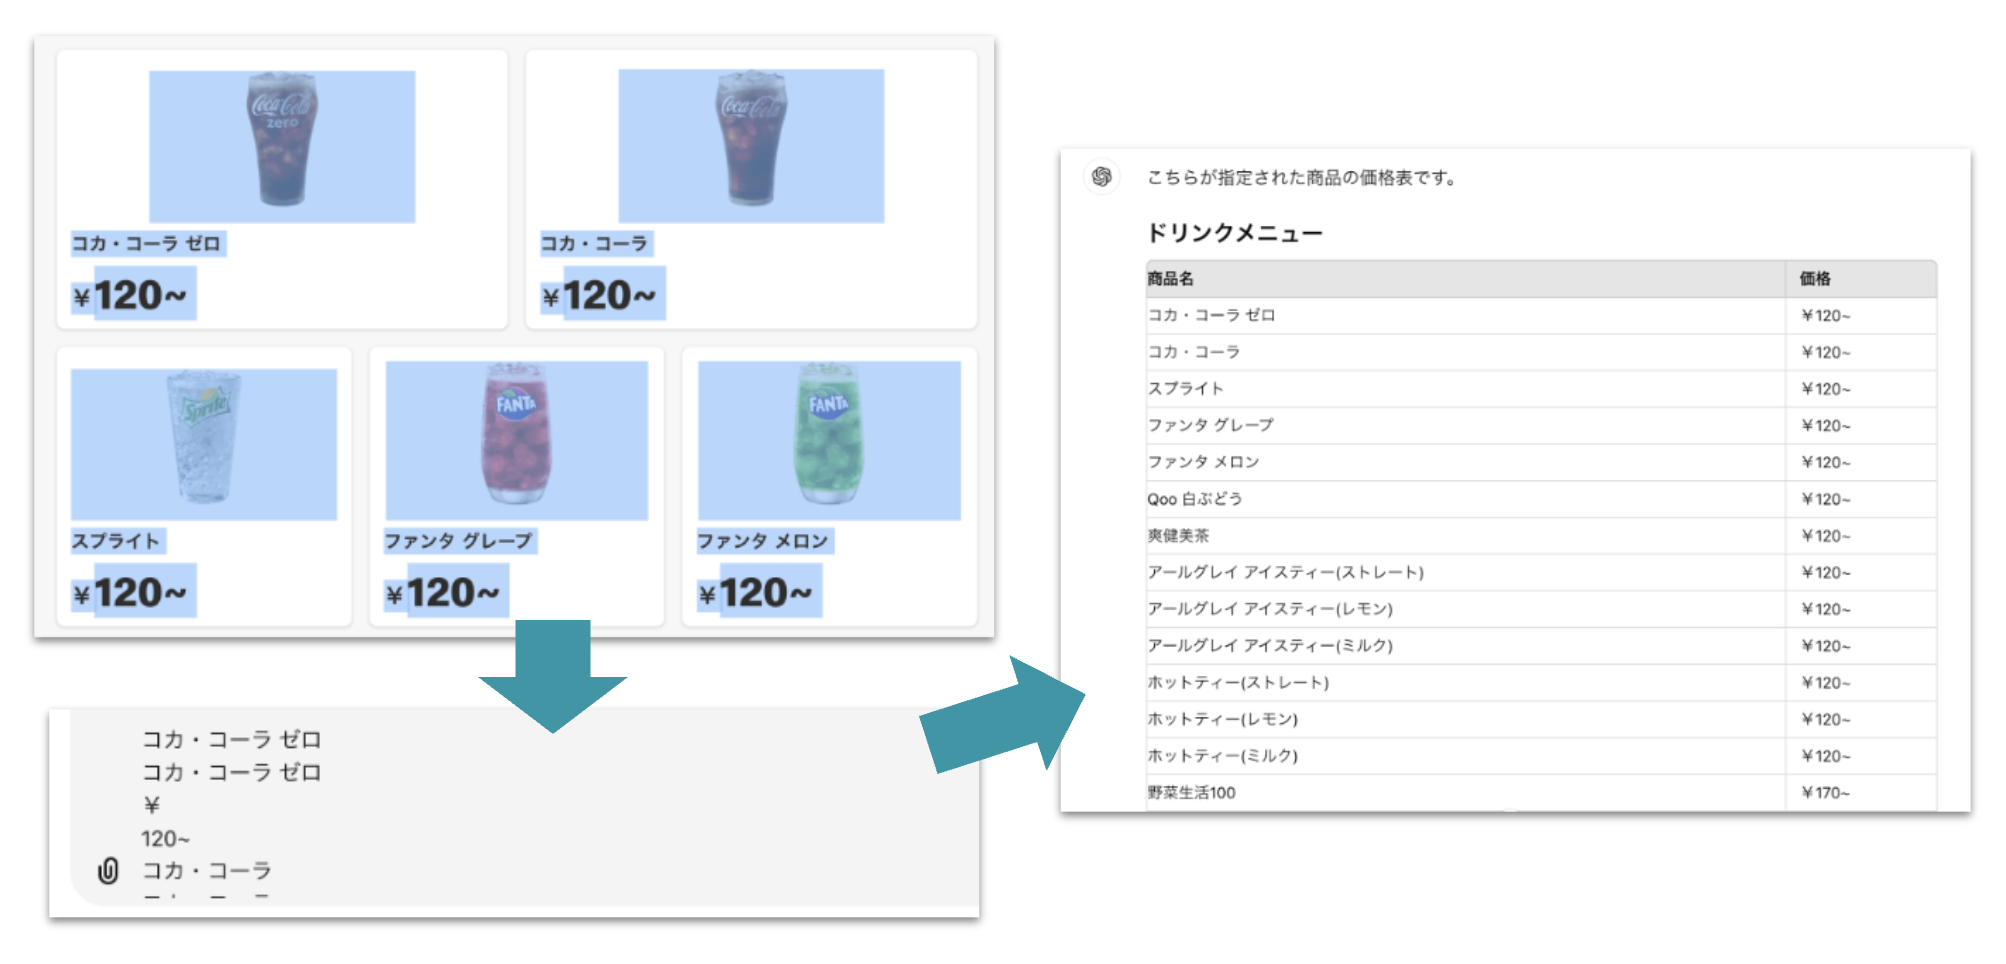 Coca-Cola
zero
コカ・コーラ ゼロ
¥120~
Coca-Cola
コカ・コーラ
¥120~
Sprite
スプライト
¥120~
FANTA
ファンタ グレープ
¥120~
FANTA
ファンタ メロン
¥120~
コカ・コーラ ゼロ
コカ・コーラ ゼロ
¥
120~
コカ・コーラ
こちらが指定された商品の価格表です。
ドリンクメニュー
商品名 価格
コカ・コーラ ゼロ ¥120~
コカ・コーラ ¥120~
スプライト ¥120~
ファンタ グレープ ¥120~
ファンタ メロン ¥120~
Qoo 白ぶどう ¥120~
爽健美茶 ¥120~
アールグレイ アイスティー(ストレート) ¥120~
アールグレイ アイスティー(レモン) ¥120~
アールグレイ アイスティー(ミルク) ¥120~
ホットティー(ストレート) ¥120~
ホットティー(レモン) ¥120~
ホットティー(ミルク) ¥120~
野菜生活100 ¥170~